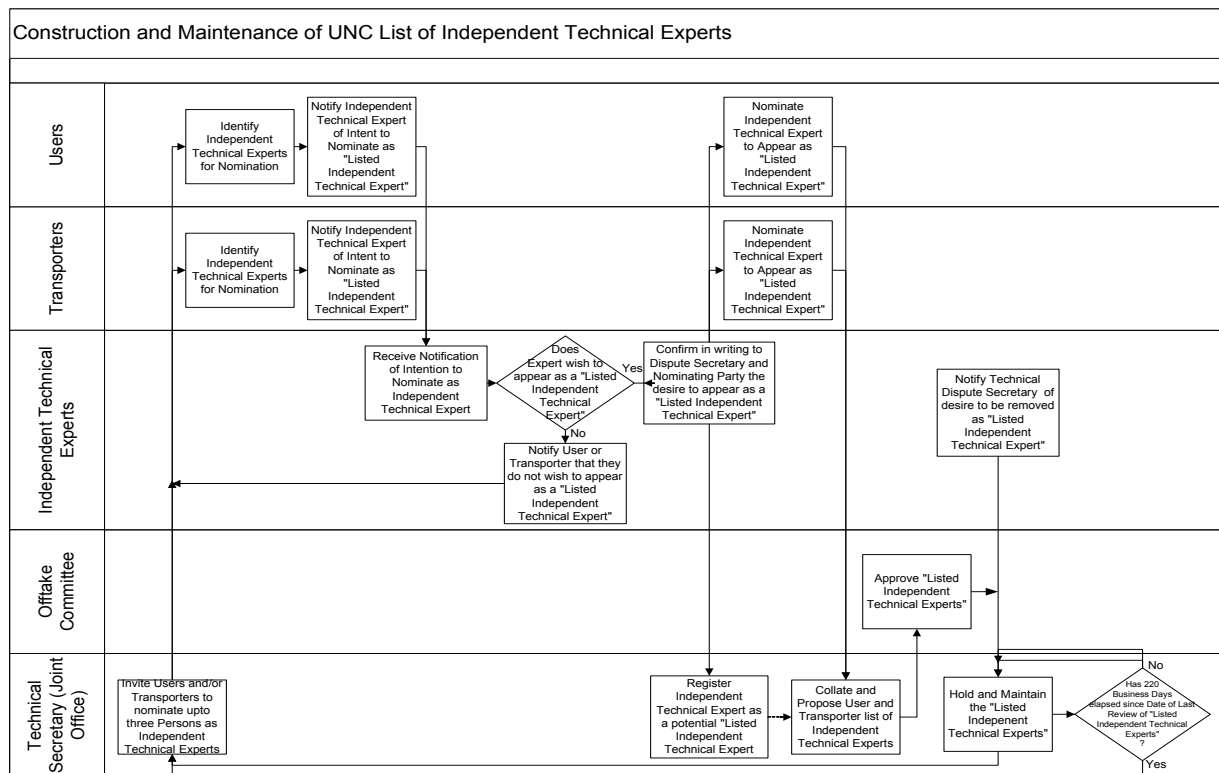 Construction and Maintenance of UNC List of Independent Technical Experts
Users
Identify
Independent
Technical Experts
for Nomination
Notify Independent
Technical Expert
of Intent to
Nominate as
"Listed
Independent
Technical Expert"
Nominate
Independent
Technical Expert
to Appear as
"Listed
Independent
Technical Expert"
Transporters
Identify
Independent
Technical Experts
for Nomination
Notify Independent
Technical Expert
of Intent to
Nominate as
"Listed
Independent
Technical Expert"
Nominate
Independent
Technical Expert
to Appear as
"Listed
Independent
Technical Expert"
Independent Technical
Experts
Receive Notification
of Intention to
Nominate as
Independent
Technical Expert
Does
Expert wish to
appear as a "Listed
Independent
Technical
Expert"
Yes
No
Confirm in writing to
Dispute Secretary and
Nominating Party the
desire to appear as a
"Listed Independent
Technical Expert"
Notify User or
Transporter that they
do not wish to appear
as a "Listed
Independent
Technical Expert"
Notify Technical
Dispute Secretary of
desire to be removed
as "Listed
Independent
Technical Expert"
Offtake
Committee
Approve "Listed
Independent
Technical Experts"
Technical
Secretary (Joint
Office)
Invite Users and/or
Transporters to
nominate upto
three Persons as
Independent
Technical Experts
Register
Independent
Technical Expert as
a potential "Listed
Independent
Technical Expert
Collate and
Propose User and
Transporter list of
Independent
Technical Experts
Hold and Maintain
the "Listed
Indepenent
Technical Experts"
Has 220
Business Days
elapsed since Date of Last
Review of "Listed
Independent Technical
Experts"
?
No
Yes